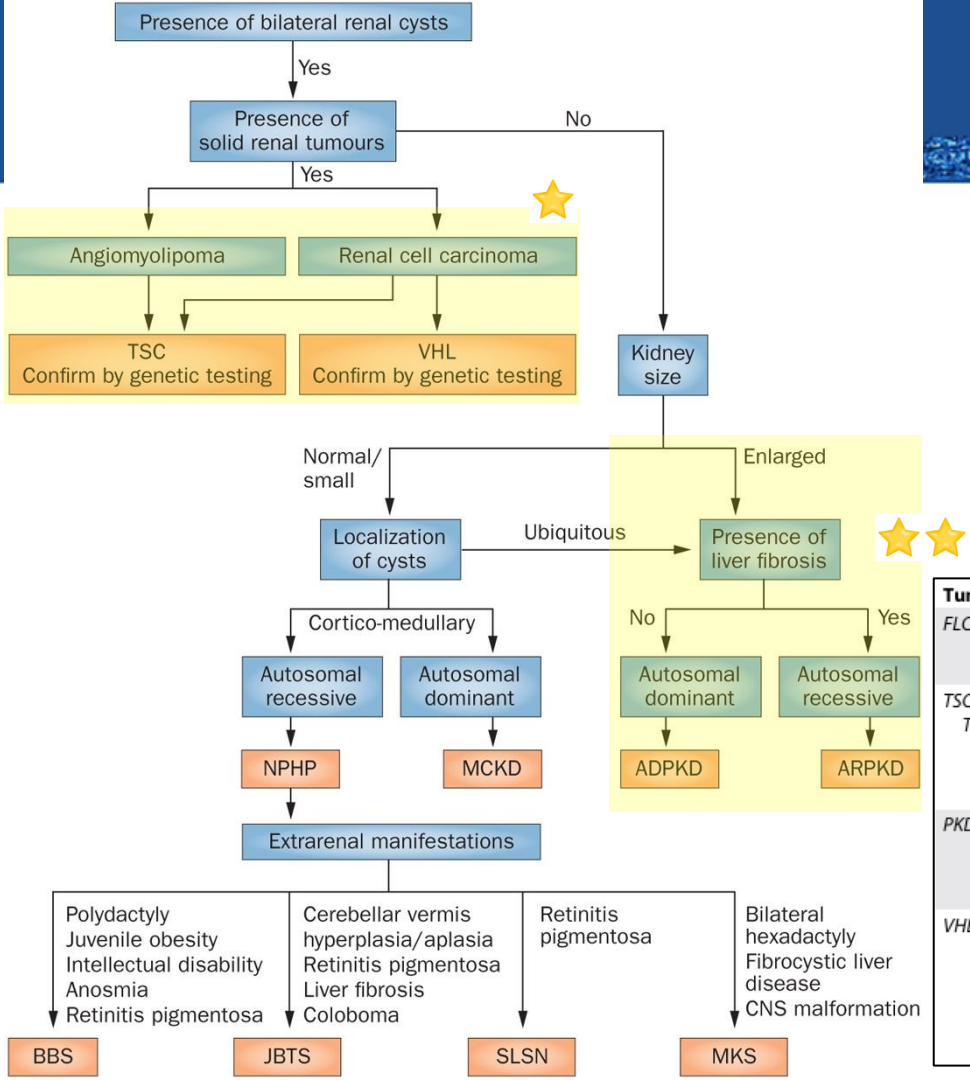 Presence of bilateral renal cysts
Yes
Presence of
solid renal tumours
No
Yes
Angiomyolipoma
Renal cell carcinoma
TSC
Confirm by genetic testing
VHL
Confirm by genetic testing
Kidney
size
Normal/
small
Enlarged
Localization
of cysts
Ubiquitous
Presence of
liver fibrosis
Cortico-medullary
No
Yes
Autosomal
recessive
Autosomal
dominant
Autosomal
dominant
Autosomal
recessive
NPHP
MCKD
ADPKD
ARPKD
Extrarenal manifestations
Polydactyly
Juvenile obesity
Intellectual disability
Anosmia
Retinitis pigmentosa
Cerebellar vermis
hyperplasia/aplasia
Retinitis pigmentosa
Liver fibrosis
Coloboma
Retinitis
pigmentosa
Bilateral
hexadactyly
Fibrocystic liver
disease
CNS malformation
BBS
JBTS
SLSN
MKS